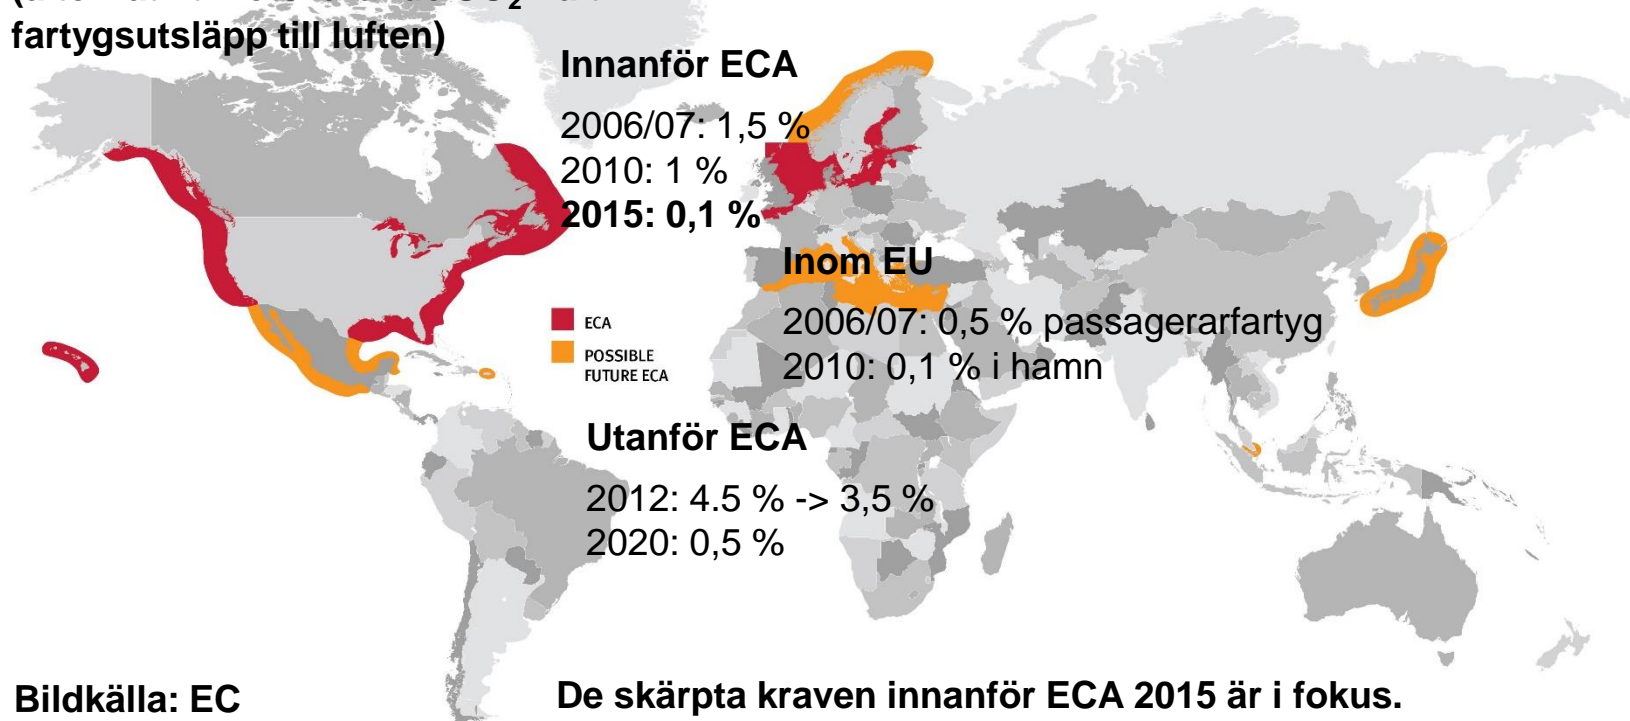 fartygsutsläpp till luften)
Innanför ECA
2006/07: 1,5 %
2010: 1 %
2015: 0,1 %
Inom EU
2006/07: 0,5 % passagerarfartyg
2010: 0,1 % i hamn
ECA
POSSIBLE
FUTURE ECA
Utanför ECA
2012: 4.5 % -> 3,5 %
2020: 0,5 %
Bildkälla: EC
De skärpta kraven innanför ECA 2015 är i fokus.